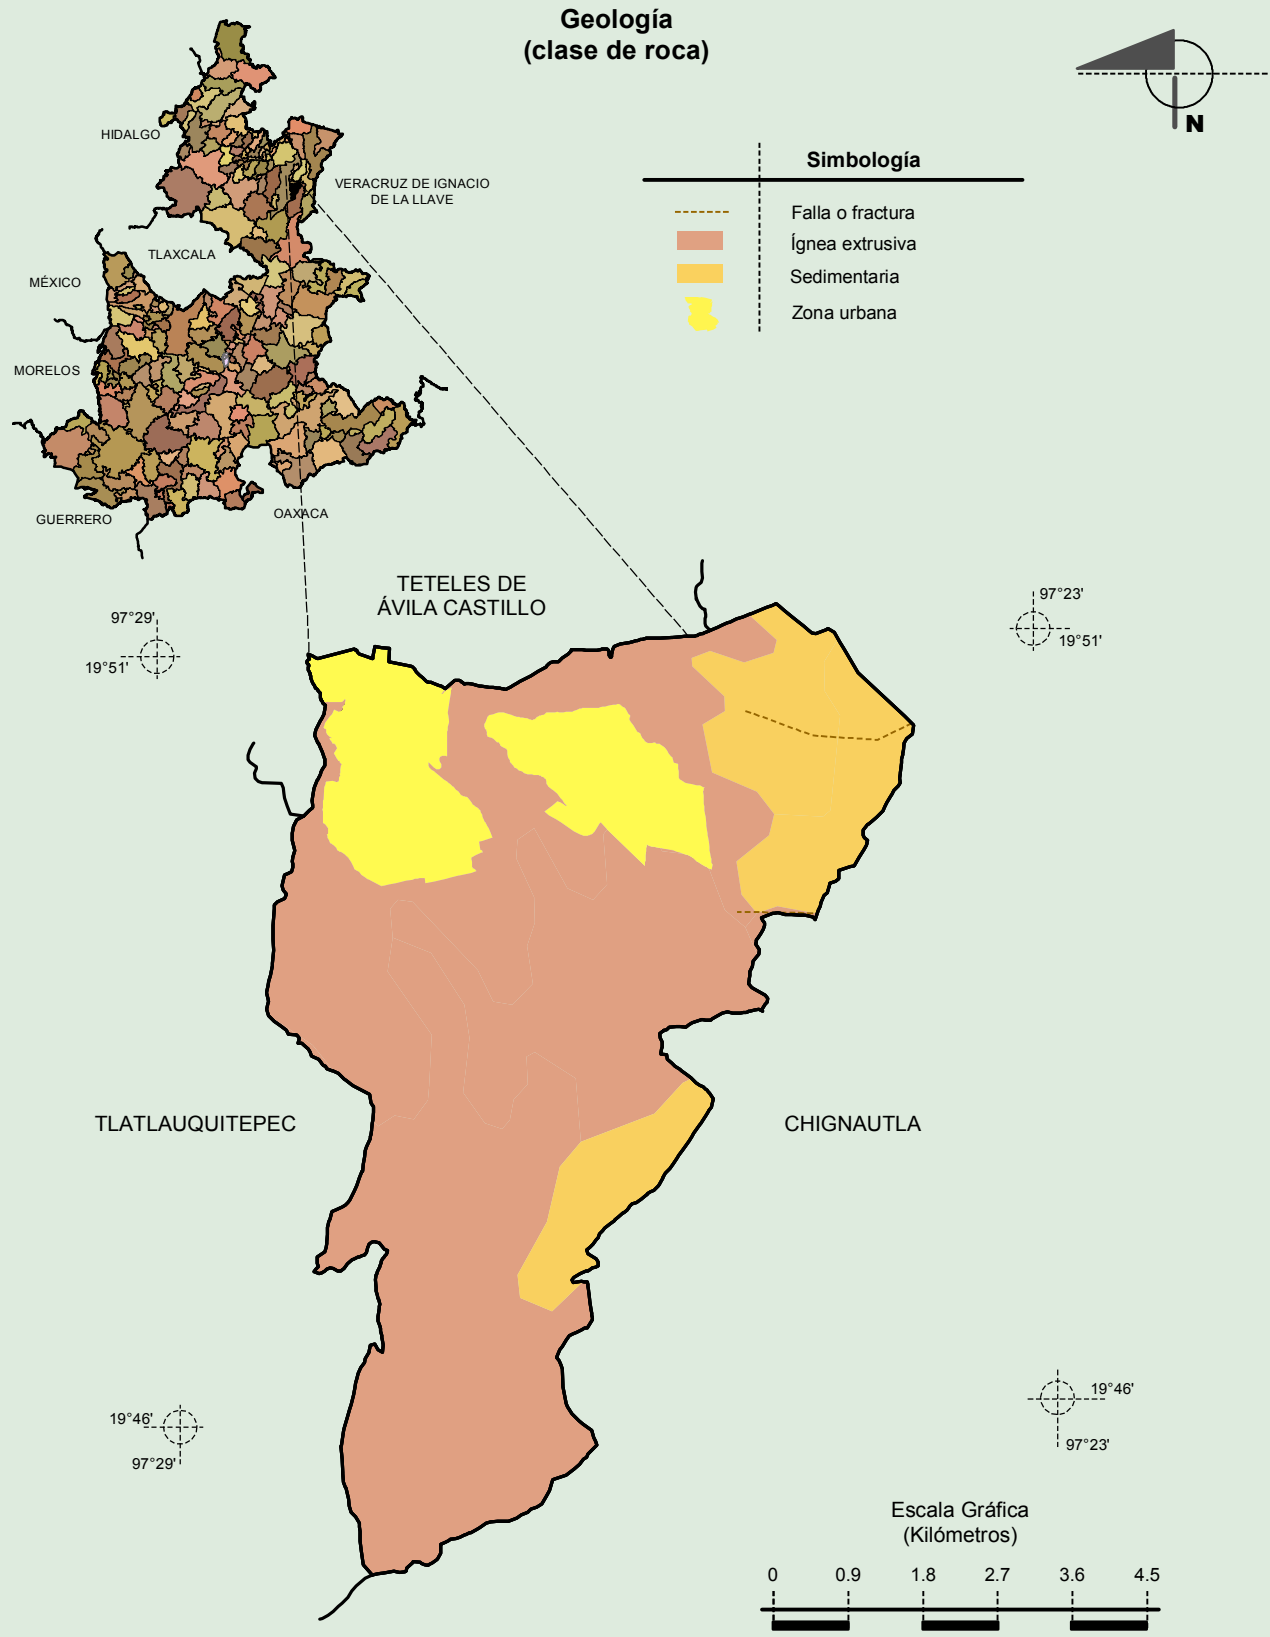 Geología
(clase de roca)
N
Simbología
Falla o fractura
Ígnea extrusiva
Sedimentaria
Zona urbana
HIDALGO
VERACRUZ DE IGNACIO
DE LA LLAVE
TLAXCALA
MÉXICO
MORELOS
GUERRERO
OAXACA
TETELES DE
ÁVILA CASTILLO
97°29'
19°51'
97°23'
19°51'
TLATLAUQUITEPEC
CHIGNAUTLA
19°46'
97°29'
19°46'
97°23'
Escala Gráfica
(Kilómetros)
0 0.9 1.8 2.7 3.6 4.5